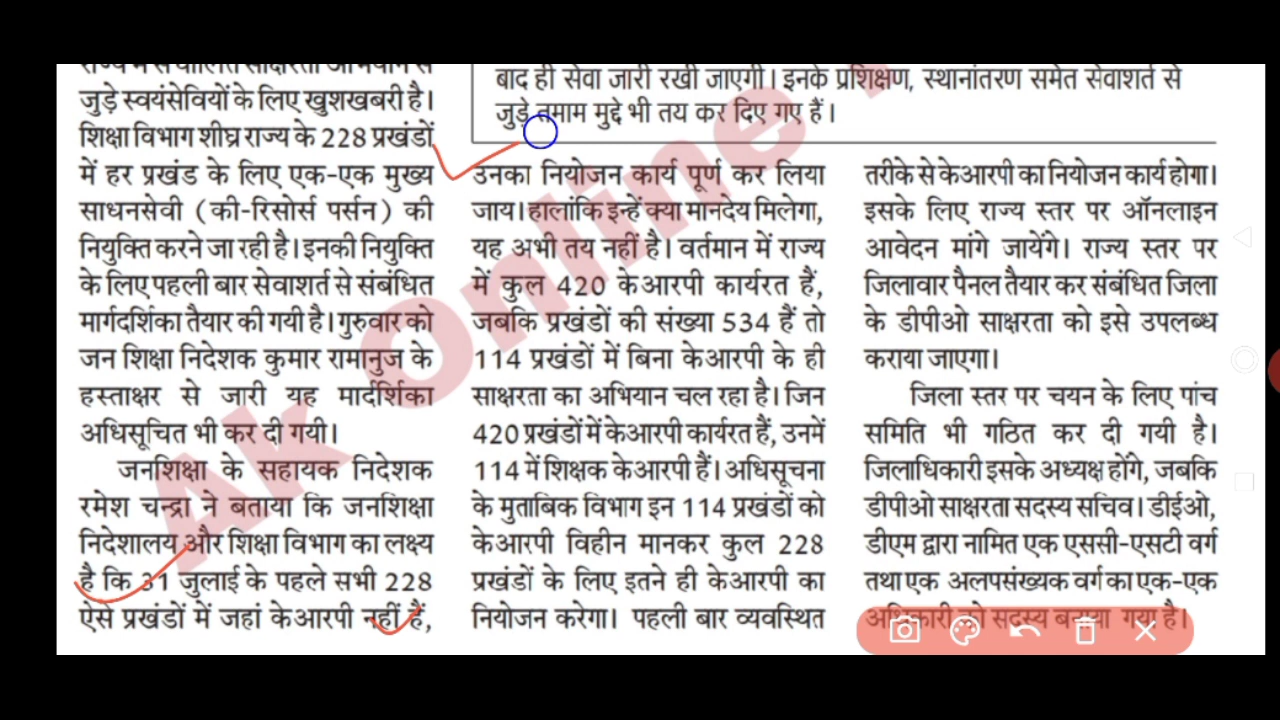 राज्य में संचालित साक्षरता अभियान से
जुड़े स्वयंसेवियों के लिए खुशखबरी है।
शिक्षा विभाग शीघ्र राज्य के 228 प्रखंडों
में हर प्रखंड के लिए एक-एक मुख्य
साधनसेवी (की-रिसोर्स पर्सन) की
नियुक्ति करने जा रही है। इनकी नियुक्ति
के लिए पहली बार सेवाशर्त से संबंधित
मार्गदर्शिका तैयार की गयी है। गुरुवार को
जन शिक्षा निदेशक कुमार रामानुज के
हस्ताक्षर से जारी यह मार्दर्शिका
अधिसूचित भी कर दी गयी।
जनशिक्षा के सहायक निदेशक
रमेश चन्द्रा ने बताया कि जनशिक्षा
निदेशालय और शिक्षा विभाग का लक्ष्य
है कि 31 जुलाई के पहले सभी 228
ऐसे प्रखंडों में जहां केआरपी नहीं हैं,
बाद ही सेवा जारी रखी जाएगी। इनके प्रशिक्षण, स्थानांतरण समेत सेवाशर्त से
जुड़े तमाम मुद्दे भी तय कर दिए गए हैं।
उनका नियोजन कार्य पूर्ण कर लिया
जाय। हालांकि इन्हें क्या मानदेय मिलेगा,
यह अभी तय नहीं है। वर्तमान में राज्य
में कुल 420 केआरपी कार्यरत हैं,
जबकि प्रखंडों की संख्या 534 हैं तो
114 प्रखंडों में बिना केआरपी के ही
साक्षरता का अभियान चल रहा है। जिन
420 प्रखंडों में केआरपी कार्यरत हैं, उनमें
114 में शिक्षक केआरपी हैं। अधिसूचना
के मुताबिक विभाग इन 114 प्रखंडों को
केआरपी विहीन मानकर कुल 228
प्रखंडों के लिए इतने ही केआरपी का
नियोजन करेगा। पहली बार व्यवस्थित
तरीके से केआरपी का नियोजन कार्य होगा।
इसके लिए राज्य स्तर पर ऑनलाइन
आवेदन मांगे जायेंगे। राज्य स्तर पर
जिलावार पैनल तैयार कर संबंधित जिला
के डीपीओ साक्षरता को इसे उपलब्ध
कराया जाएगा।
जिला स्तर पर चयन के लिए पांच
समिति भी गठित कर दी गयी है।
जिलाधिकारी इसके अध्यक्ष होंगे, जबकि
डीपीओ साक्षरता सदस्य सचिव। डीईओ,
डीएम द्वारा नामित एक एससी-एसटी वर्ग
तथा एक अलपसंख्यक वर्ग का एक-एक
अधिकारी को सदस्य बनाया गया है।
Ak Online